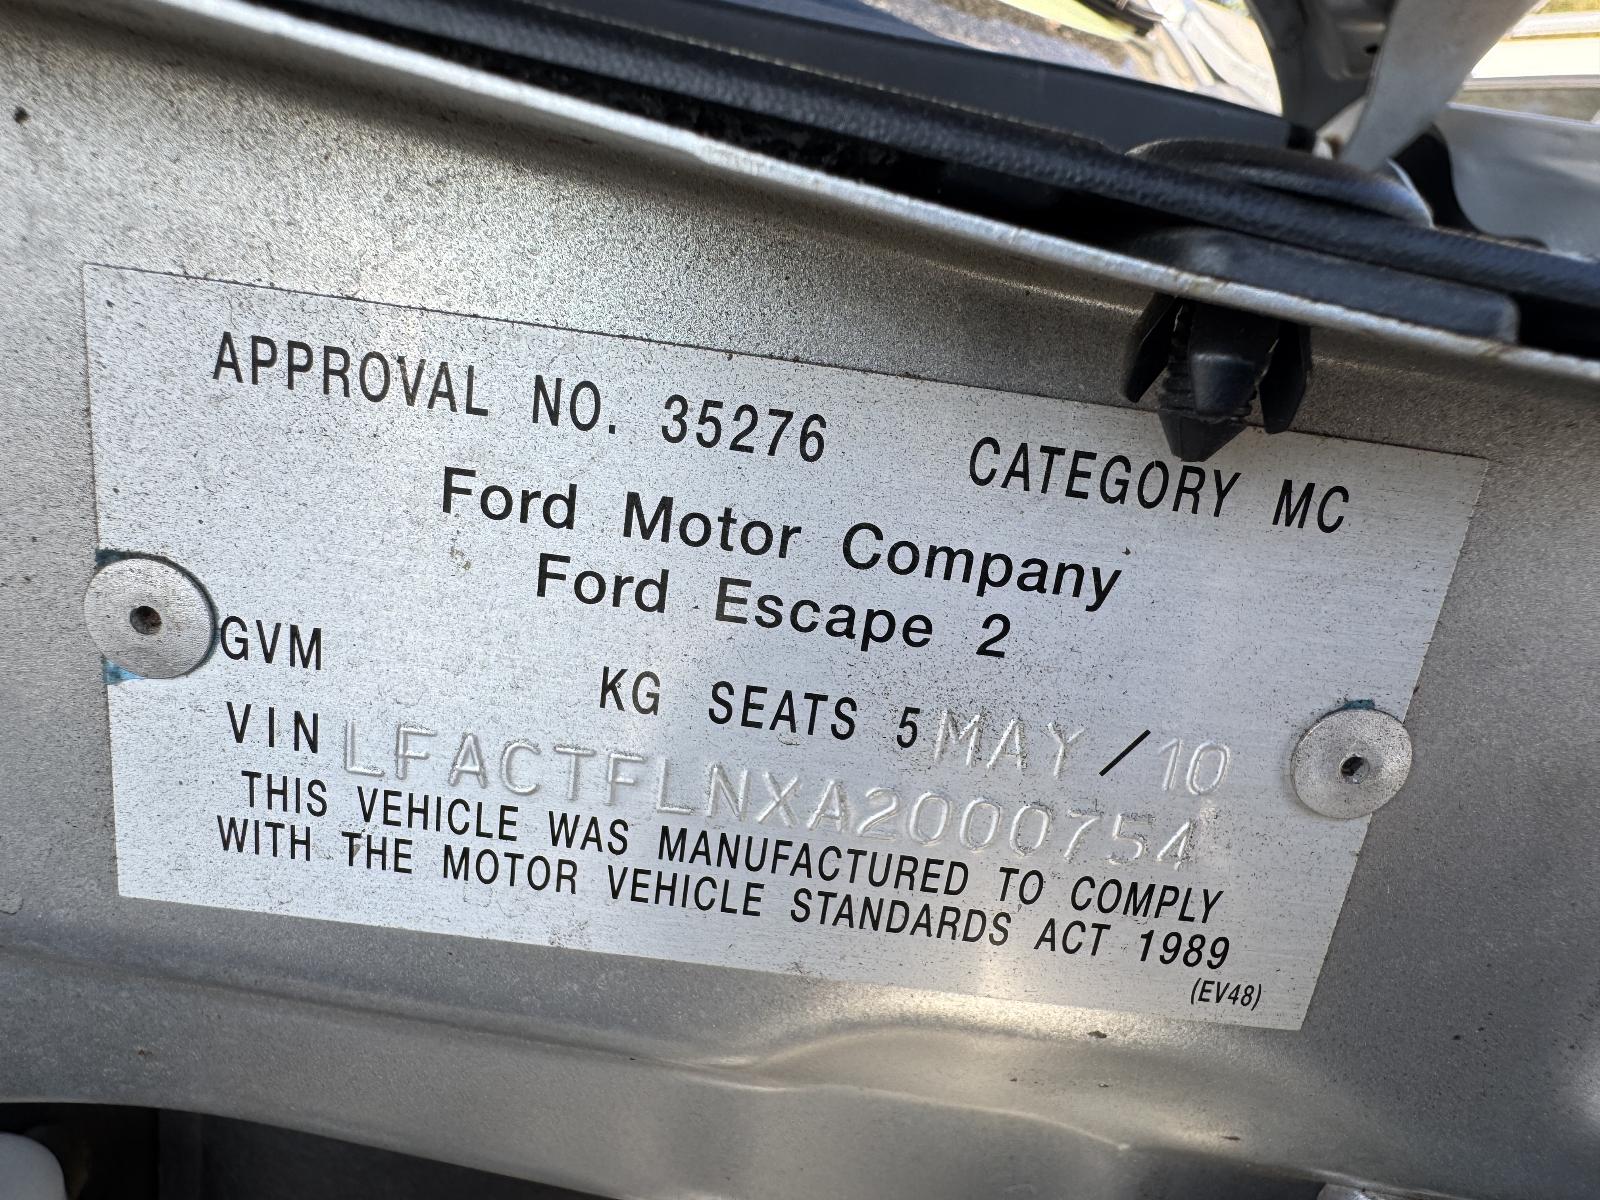 APPROVAL NO. 35276 CATEGORY MC
Ford Motor Company
Ford Escape 2
GVM KG SEATS 5 MAY/10
VIN LFACTFLNXA2000754
THIS VEHICLE WAS MANUFACTURED TO COMPLY
WITH THE MOTOR VEHICLE STANDARDS ACT 1989
(EV48)